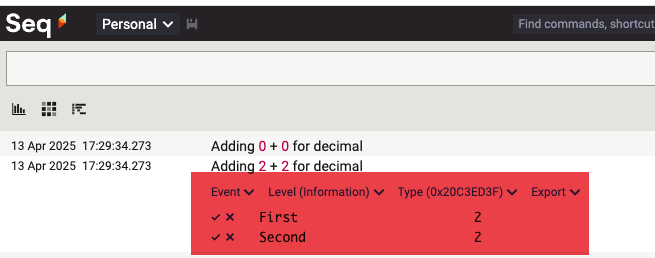 Seq Personal Find commands, shortcut
13 Apr 2025 17:29:34.273 Adding 0 + 0 for decimal
13 Apr 2025 17:29:34.273 Adding 2 + 2 for decimal
Event Level (Information) Type (0x20C3ED3F) Export
First 2
Second 2